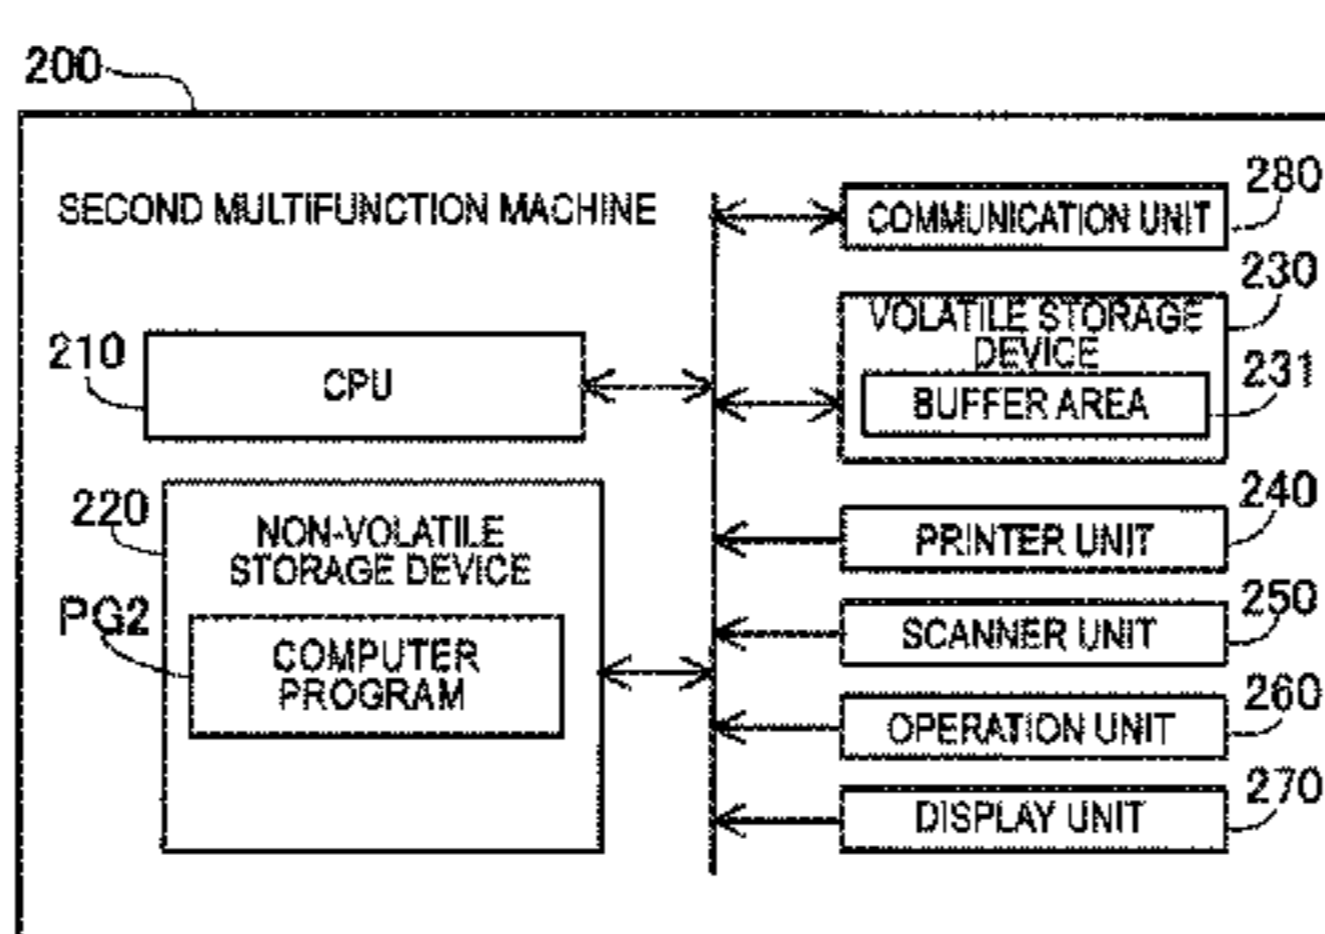 200
SECOND MULTIFUNCTION MACHINE
280
COMMUNICATION UNIT
230
VOLATILE STORAGE
DEVICE
231
BUFFER AREA
210
CPU
220
NON-VOLATILE
STORAGE DEVICE
PG2
COMPUTER
PROGRAM
240
PRINTER UNIT
250
SCANNER UNIT
260
OPERATION UNIT
270
DISPLAY UNIT